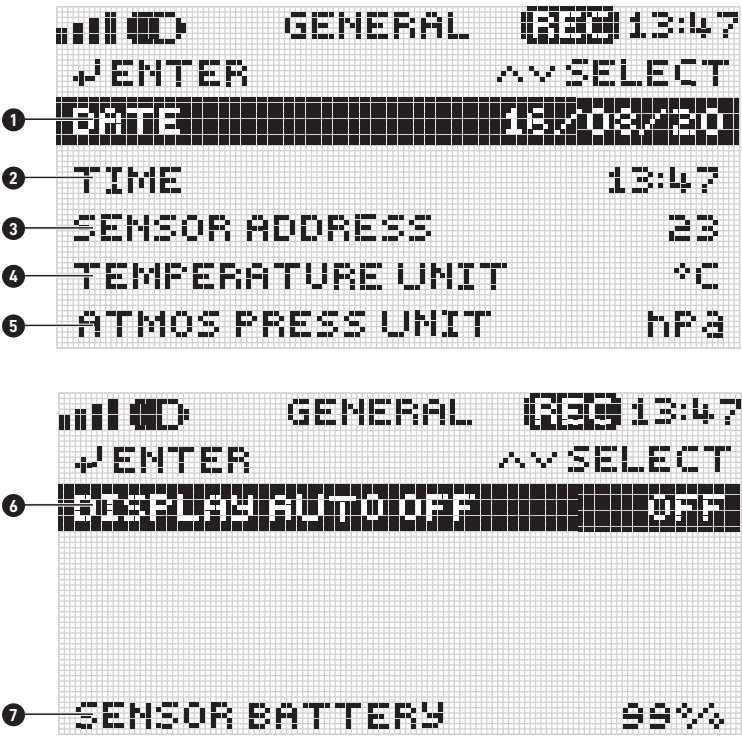 GENERAL REC 13:47
ENTER SELECT
1 DATE 18/08/20
2 TIME 13:47
3 SENSOR ADDRESS 23
4 TEMPERATURE UNIT °C
5 ATMOS PRESS UNIT hPa
GENERAL REC 13:47
ENTER SELECT
6 DISPLAY AUTO OFF OFF
7 SENSOR BATTERY 99%